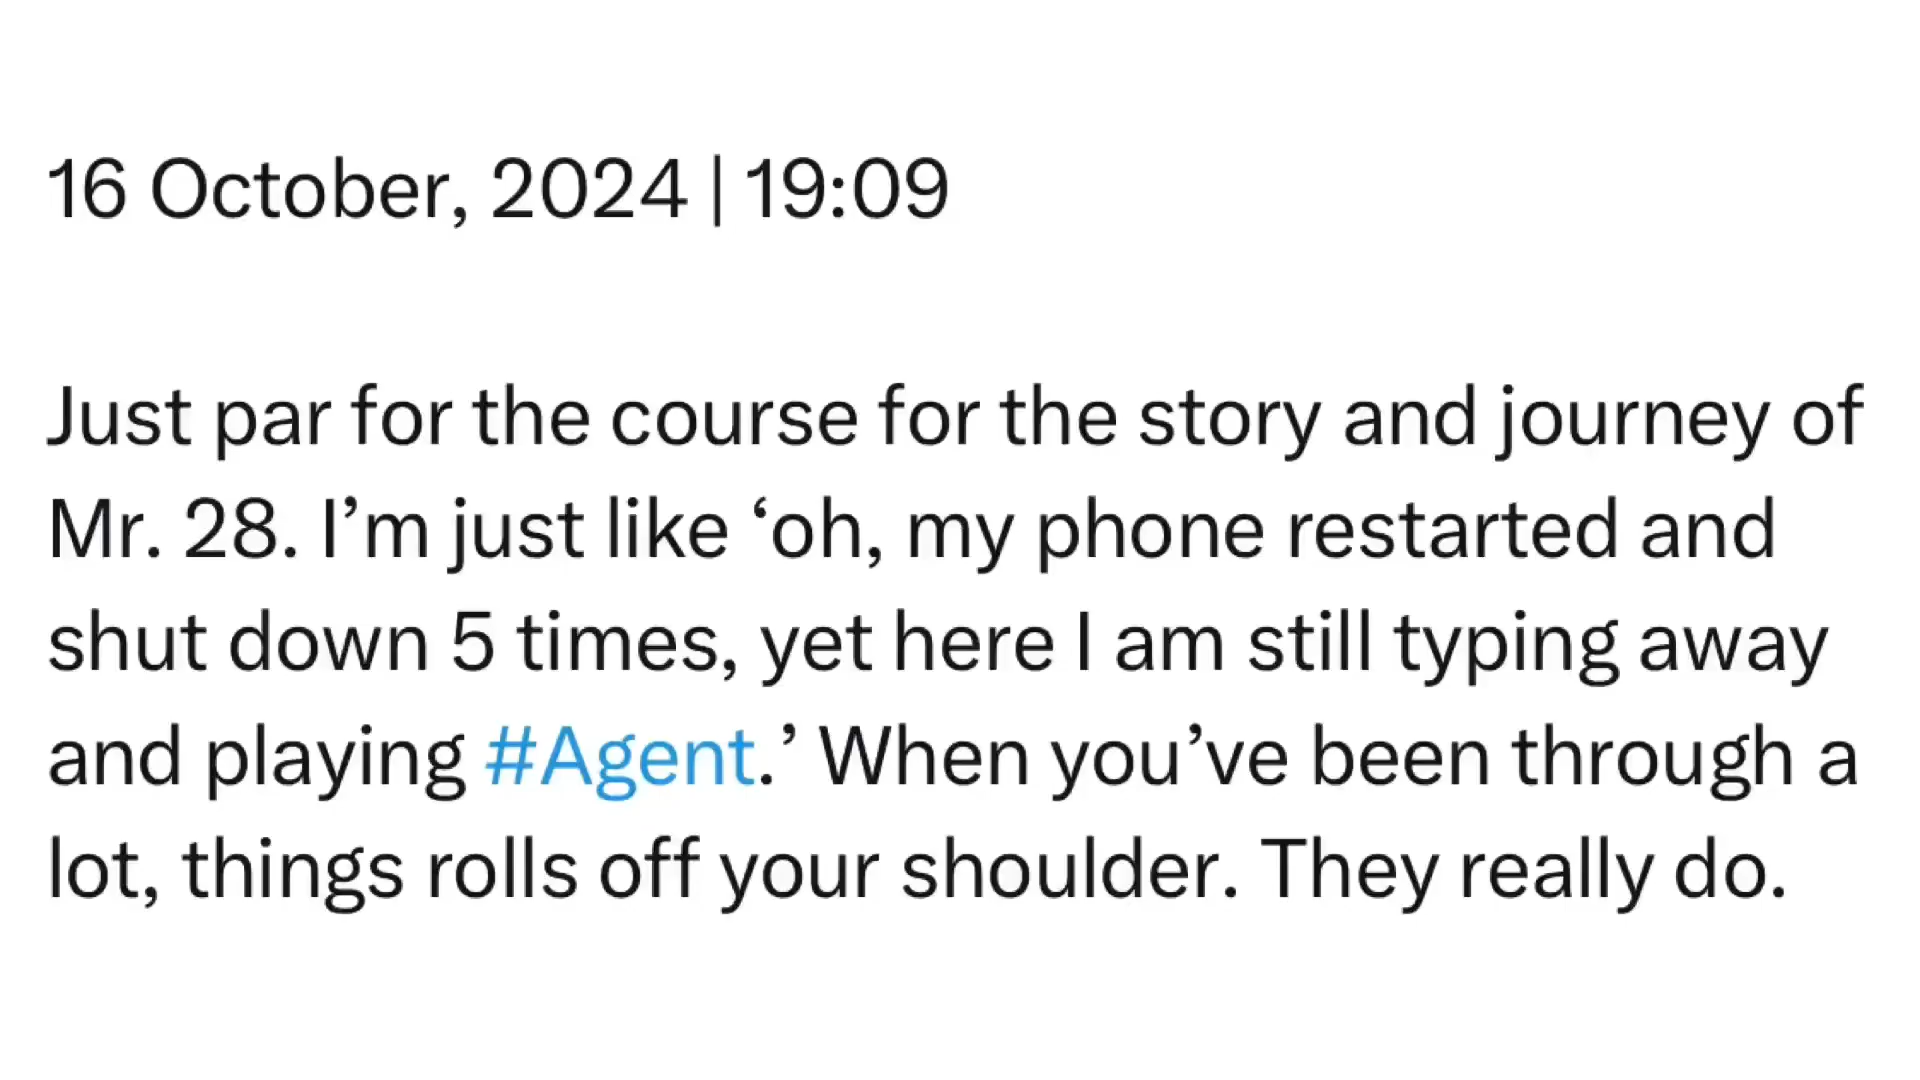 16 October, 2024 | 19:09
Just par for the course for the story and journey of
Mr. 28. I’m just like ‘oh, my phone restarted and
shut down 5 times, yet here I am still typing away
and playing #Agent.’ When you’ve been through a
lot, things rolls off your shoulder. They really do.